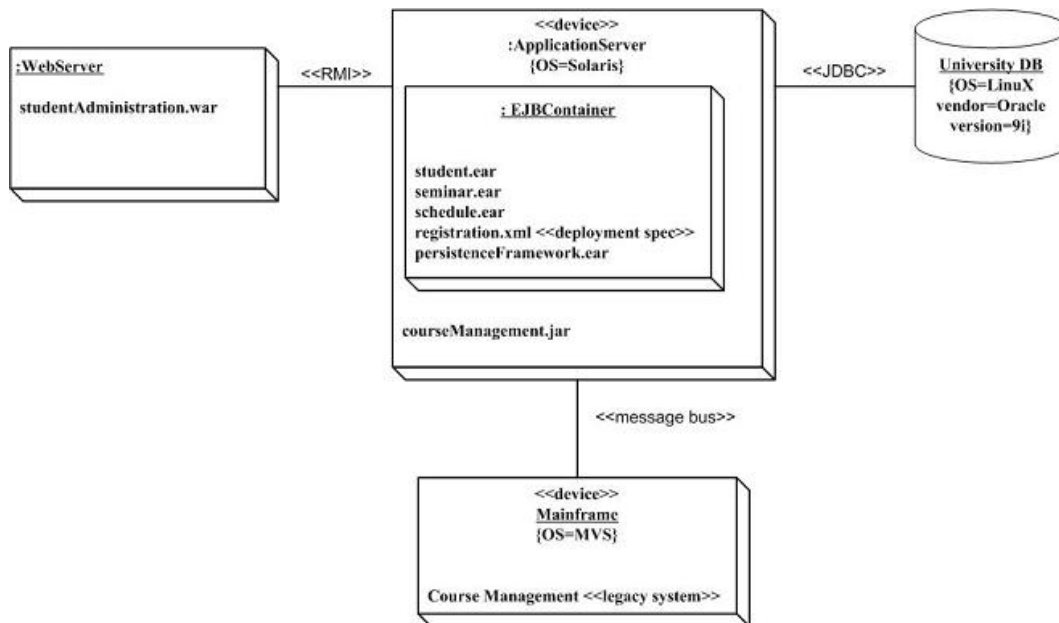 :WebServer
studentAdministration.war
<<RMI>>
<<device>>
:ApplicationServer
{OS=Solaris}
: EJBContainer
student.ear
seminar.ear
schedule.ear
registration.xml <<deployment spec>>
persistenceFramework.ear
courseManagement.jar
<<JDBC>>
University DB
{OS=LinuX
vendor=Oracle
version=9i}
<<message bus>>
<<device>>
Mainframe
{OS=MVS}
Course Management <<legacy system>>